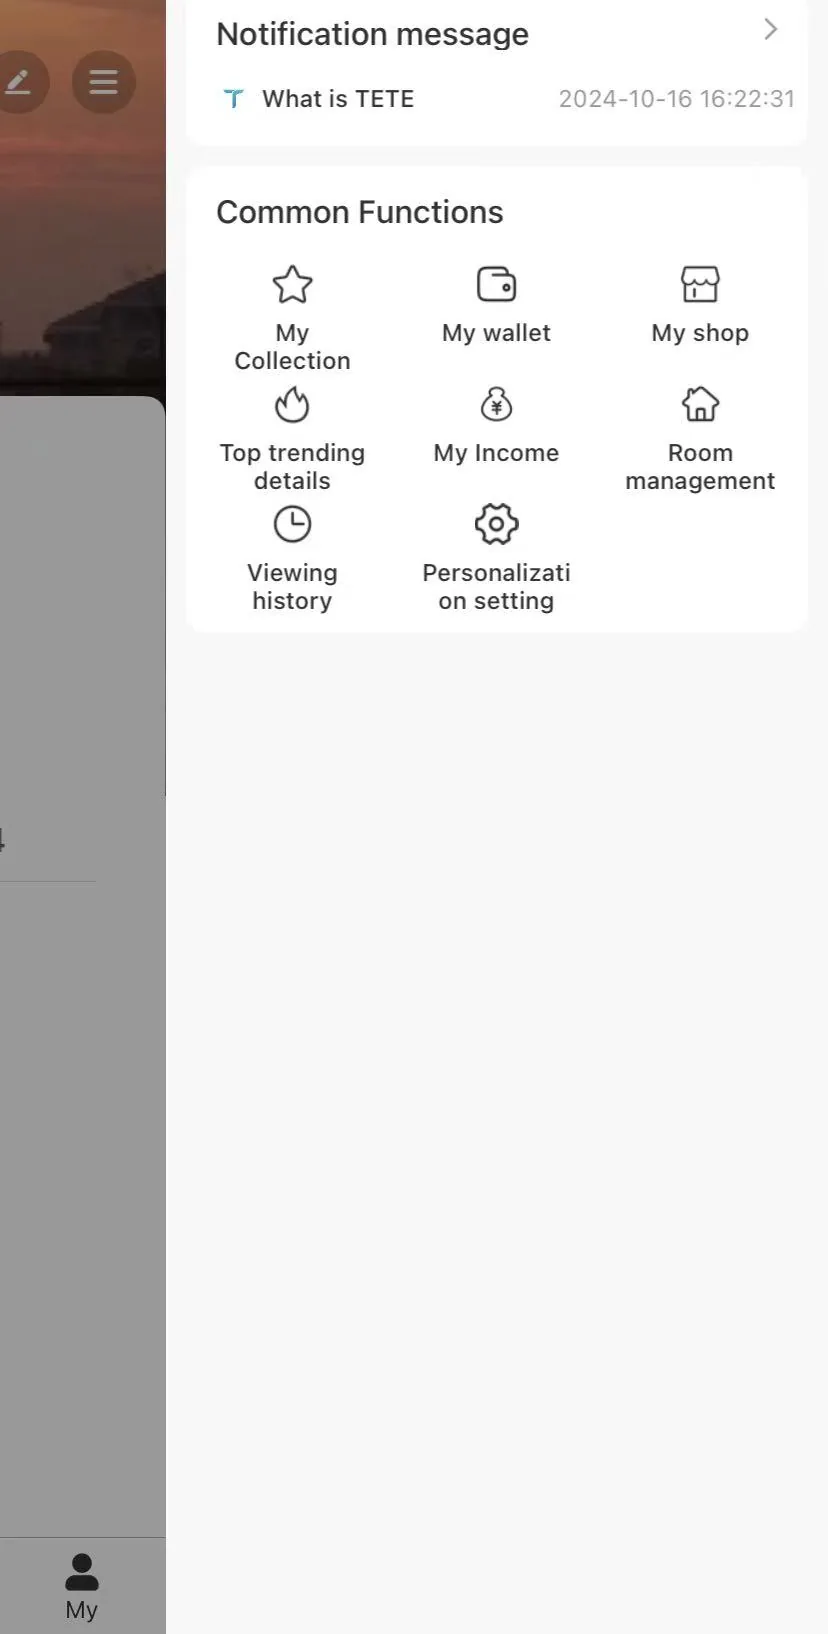 Notification message
What is TETE 2024-10-16 16:22:31
Common Functions
My
Collection
My wallet
My shop
Top trending
details
My Income
Room
management
Viewing
history
Personalizati
on setting
My